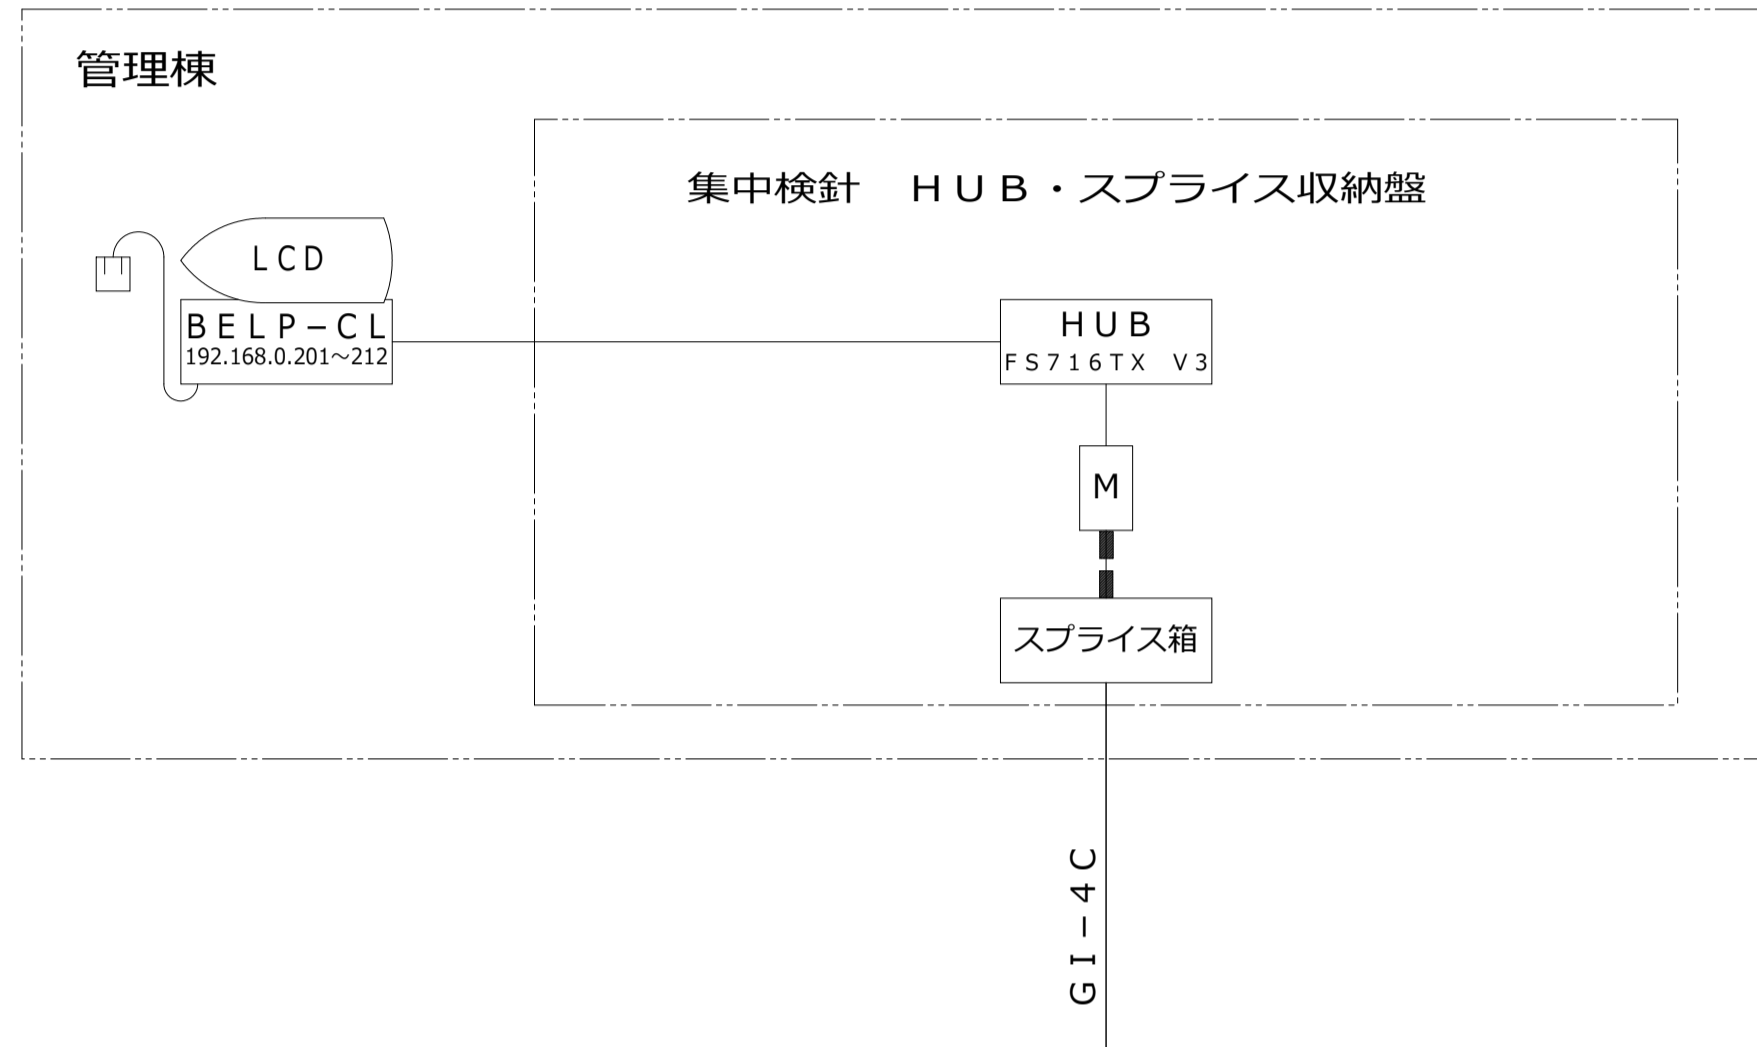 管理棟
集中検針　ＨＵＢ・スプライス収納盤
ＬＣＤ
ＢＥＬＰ－ＣＬ
192.168.0.201～212
ＨＵＢ
ＦＳ７１６ＴＸ　Ｖ３
Ｍ
スプライス箱
ＧＩ－４Ｃ